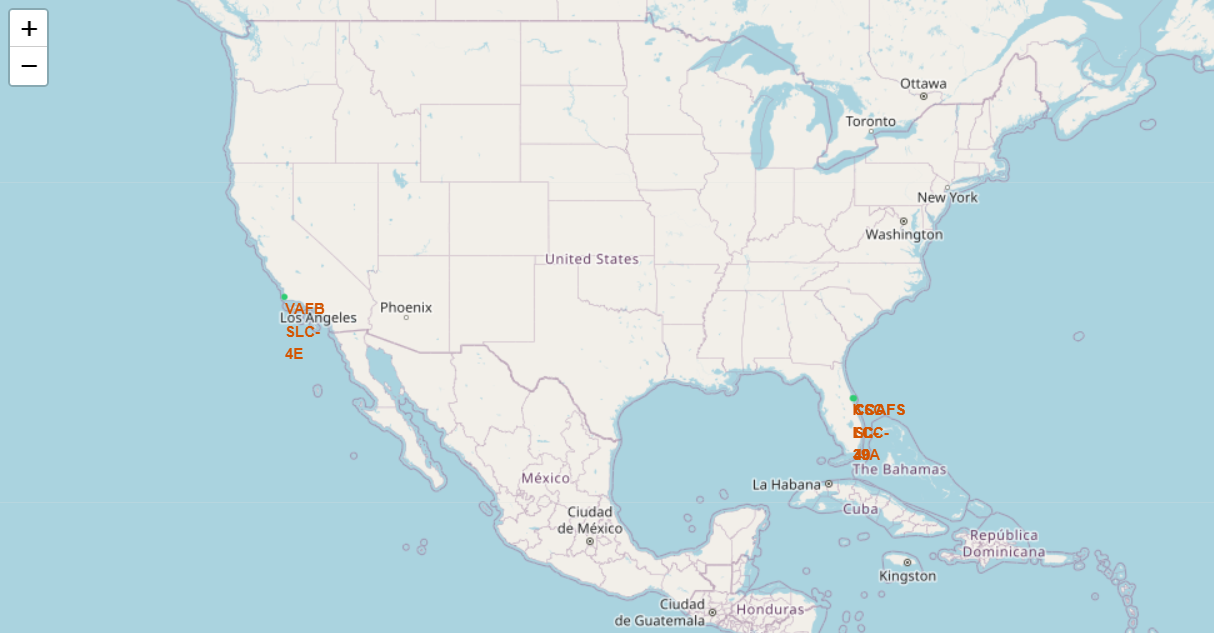 +
−
Ottawa
Toronto
New York
Washington
United States
Phoenix
VAFB
Los Angeles
SLC-
4E
The Bahamas
México
La Habana
Cuba
Ciudad
de México
República
Dominicana
Kingston
Ciudad
de Guatemala
Honduras